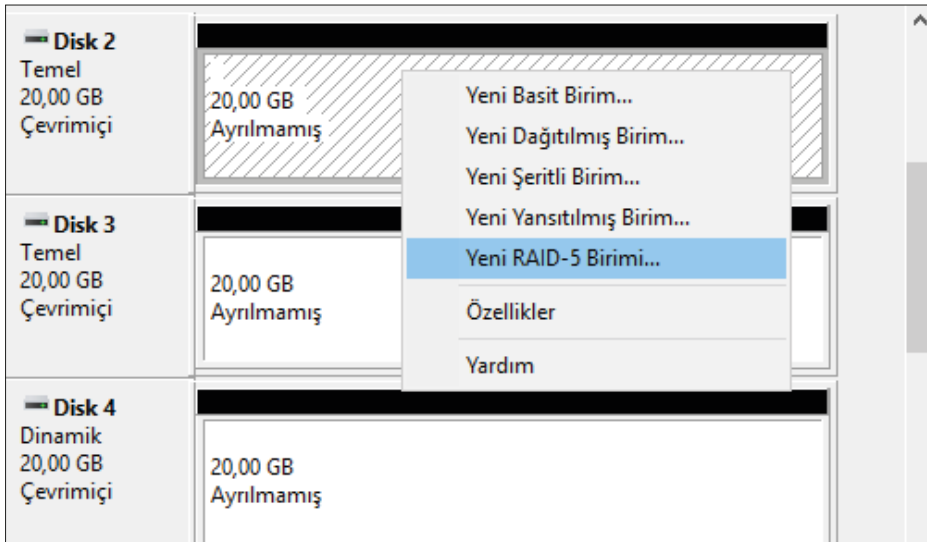 Disk 2
Temel
20,00 GB
Çevrimiçi
20,00 GB
Ayrılmamış
Yeni Basit Birim...
Yeni Dağıtılmış Birim...
Yeni Şeritli Birim...
Yeni Yansıtılmış Birim...
Yeni RAID-5 Birimi...
Özellikler
Yardım
Disk 3
Temel
20,00 GB
Çevrimiçi
20,00 GB
Ayrılmamış
Disk 4
Dinamik
20,00 GB
Çevrimiçi
20,00 GB
Ayrılmamış